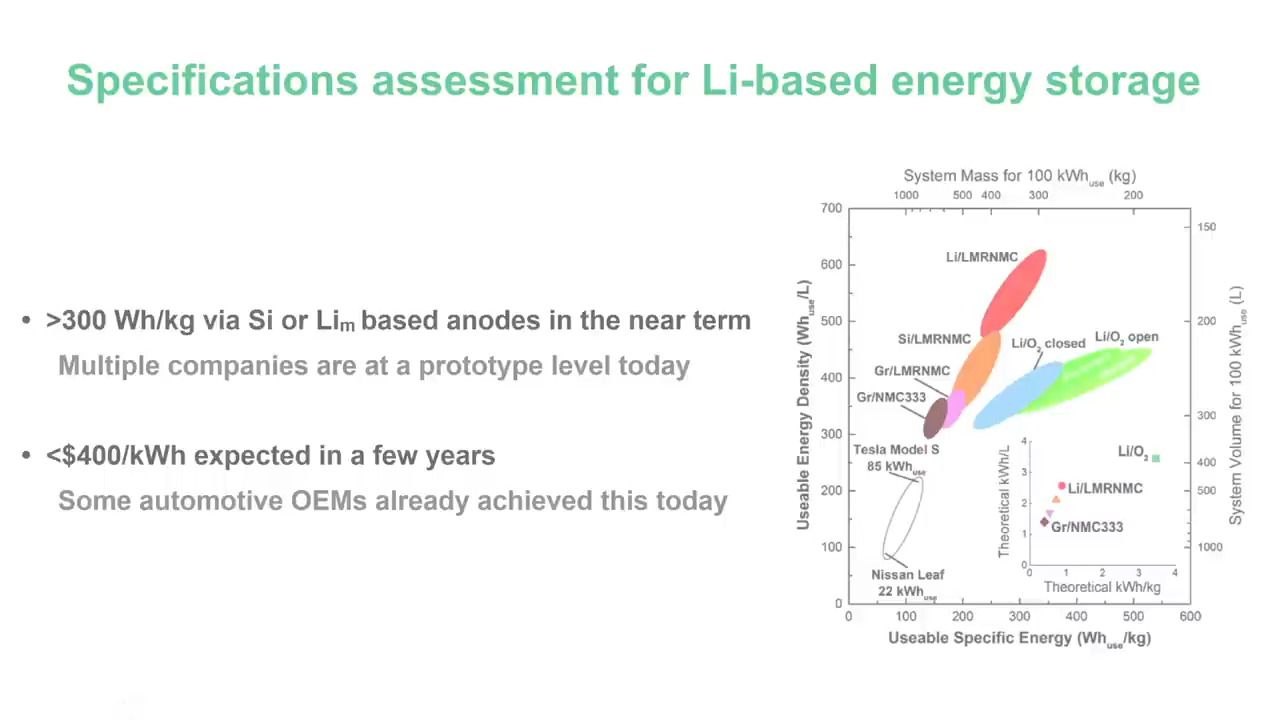 Specifications assessment for Li-based energy storage
• >300 Wh/kg via Si or Lim based anodes in the near term
Multiple companies are at a prototype level today
• <$400/kWh expected in a few years
Some automotive OEMs already achieved this today
System Mass for 100 kWhuse (kg)
1000 500 400 300 200
700
600
500
400
300
200
100
0
Useable Energy Density (Whuse/L)
Li/LMRNMC
Si/LMRNMC
Li/O2 closed
Li/O2 open
Gr/LMRNMC
Gr/NMC333
Tesla Model S
85 kWhuse
Nissan Leaf
22 kWhuse
150
200
300
400
500
1000
System Volume for 100 kWhuse (L)
4
3
2
1
0
Theoretical kWh/L
Li/O2
Li/LMRNMC
Gr/NMC333
0 1 2 3 4
Theoretical kWh/kg
0 100 200 300 400 500 600
Useable Specific Energy (Whuse/kg)